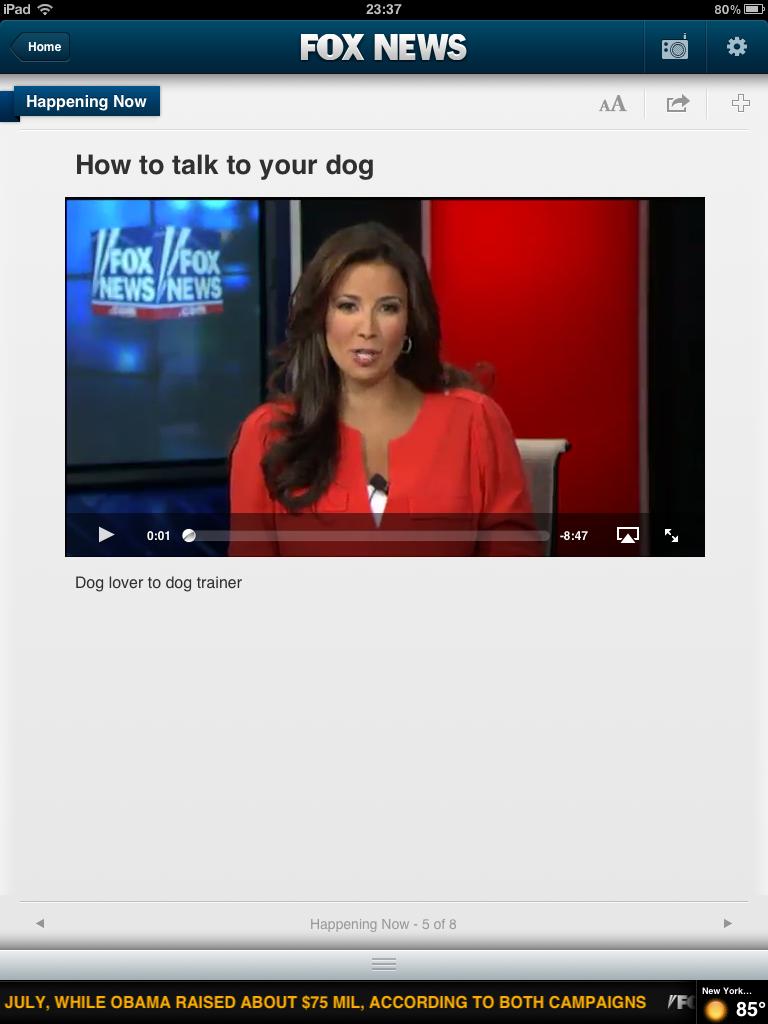 iPad
23:37
80%
Home
FOX NEWS
Happening Now
AA
How to talk to your dog
FOX NEWS .com
FOX NEWS .com
0:01
-8:47
Dog lover to dog trainer
Happening Now - 5 of 8
JULY, WHILE OBAMA RAISED ABOUT $75 MIL, ACCORDING TO BOTH CAMPAIGNS
New York...
85°